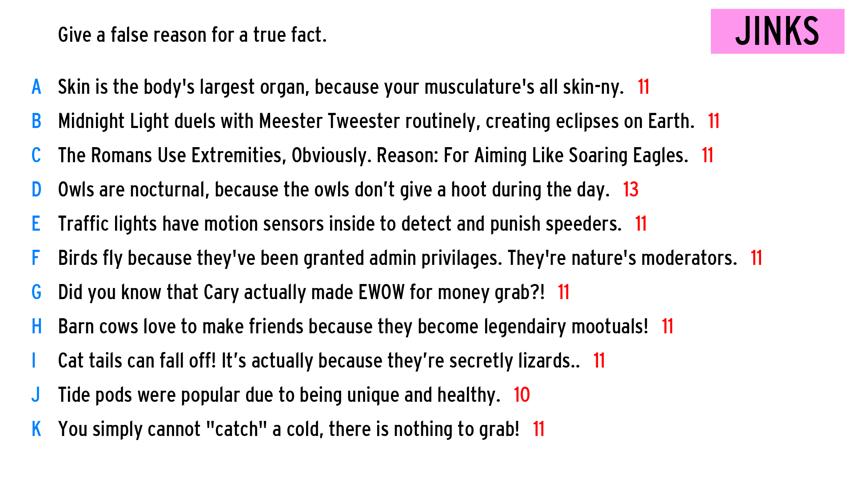 Give a false reason for a true fact.
JINKS
A Skin is the body's largest organ, because your musculature's all skin-ny. 11
B Midnight Light duels with Meester Tweester routinely, creating eclipses on Earth. 11
C The Romans Use Extremities, Obviously. Reason: For Aiming Like Soaring Eagles. 11
D Owls are nocturnal, because the owls don’t give a hoot during the day. 13
E Traffic lights have motion sensors inside to detect and punish speeders. 11
F Birds fly because they've been granted admin privilages. They're nature's moderators. 11
G Did you know that Cary actually made EWOW for money grab?! 11
H Barn cows love to make friends because they become legendairy mootuals! 11
I Cat tails can fall off! It’s actually because they’re secretly lizards.. 11
J Tide pods were popular due to being unique and healthy. 10
K You simply cannot "catch" a cold, there is nothing to grab! 11